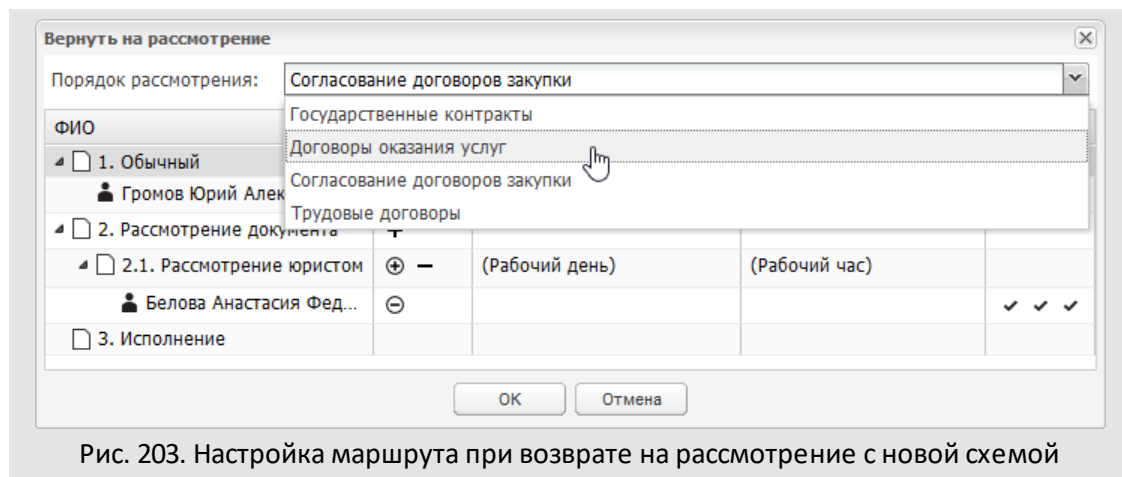 Вернуть на рассмотрение
Порядок рассмотрения: Согласование договоров закупки
Государственные контракты
ФИО
Договоры оказания услуг
1. Обычный
Согласование договоров закупки
Громов Юрий Алек
Трудовые договоры
2. Рассмотрение документа
2.1. Рассмотрение юристом (Рабочий день) (Рабочий час)
Белова Анастасия Фед...
3. Исполнение
ОК Отмена
Рис. 203. Настройка маршрута при возврате на рассмотрение с новой схемой